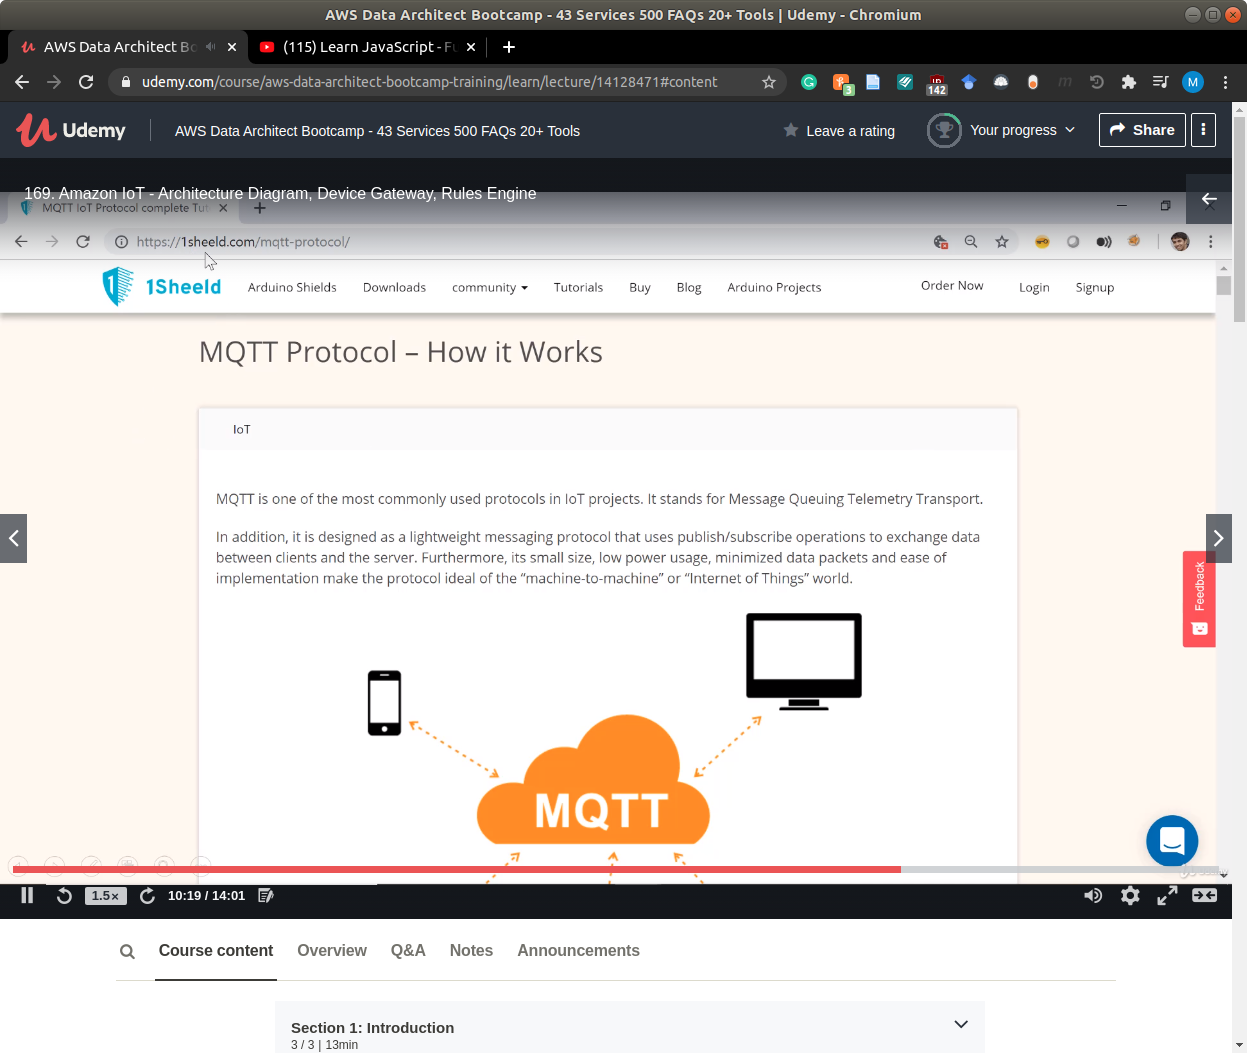 AWS Data Architect Bootcamp - 43 Services 500 FAQs 20+ Tools | Udemy - Chromium
AWS Data Architect Bo
(115) Learn JavaScript - Fu
udemy.com/course/aws-data-architect-bootcamp-training/learn/lecture/14128471#content
3
142
M
Udemy
AWS Data Architect Bootcamp - 43 Services 500 FAQs 20+ Tools
Leave a rating
Your progress
Share
169. Amazon IoT - Architecture Diagram, Device Gateway, Rules Engine
MQTT IoT Protocol complete Tut
https://1sheeld.com/mqtt-protocol/
1Sheeld
Arduino Shields
Downloads
community
Tutorials
Buy
Blog
Arduino Projects
Order Now
Login
Signup
MQTT Protocol – How it Works
IoT
MQTT is one of the most commonly used protocols in IoT projects. It stands for Message Queuing Telemetry Transport.
In addition, it is designed as a lightweight messaging protocol that uses publish/subscribe operations to exchange data
between clients and the server. Furthermore, its small size, low power usage, minimized data packets and ease of
implementation make the protocol ideal of the “machine-to-machine” or “Internet of Things” world.
Feedback
MQTT
1.5×
10:19 / 14:01
Course content
Overview
Q&A
Notes
Announcements
Section 1: Introduction
3 / 3 | 13min